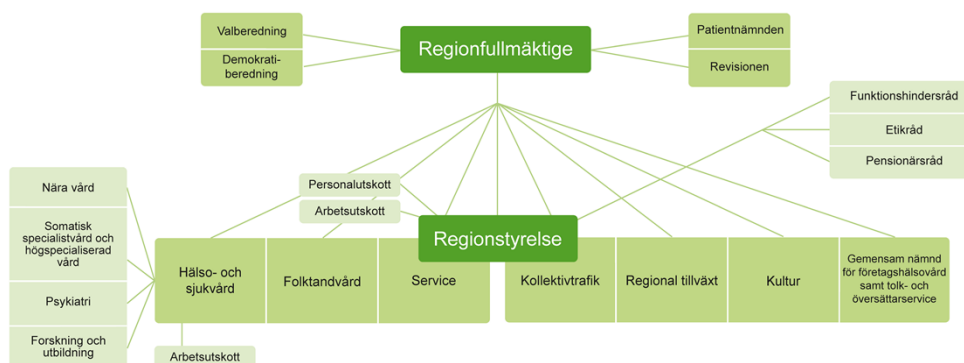 Valberedning
Demokrati-
beredning
Regionfullmäktige
Patientnämnden
Revisionen
Funktionshindersråd
Etikråd
Pensionärsråd
Personalutskott
Arbetsutskott
Regionstyrelse
Nära vård
Somatisk
specialistvård och
högspecialiserad
vård
Psykiatri
Forskning och
utbildning
Hälso- och
sjukvård
Folktandvård
Service
Kollektivtrafik
Regional tillväxt
Kultur
Gemensam nämnd
för företagshälsovård
samt tolk- och
översättarservice
Arbetsutskott